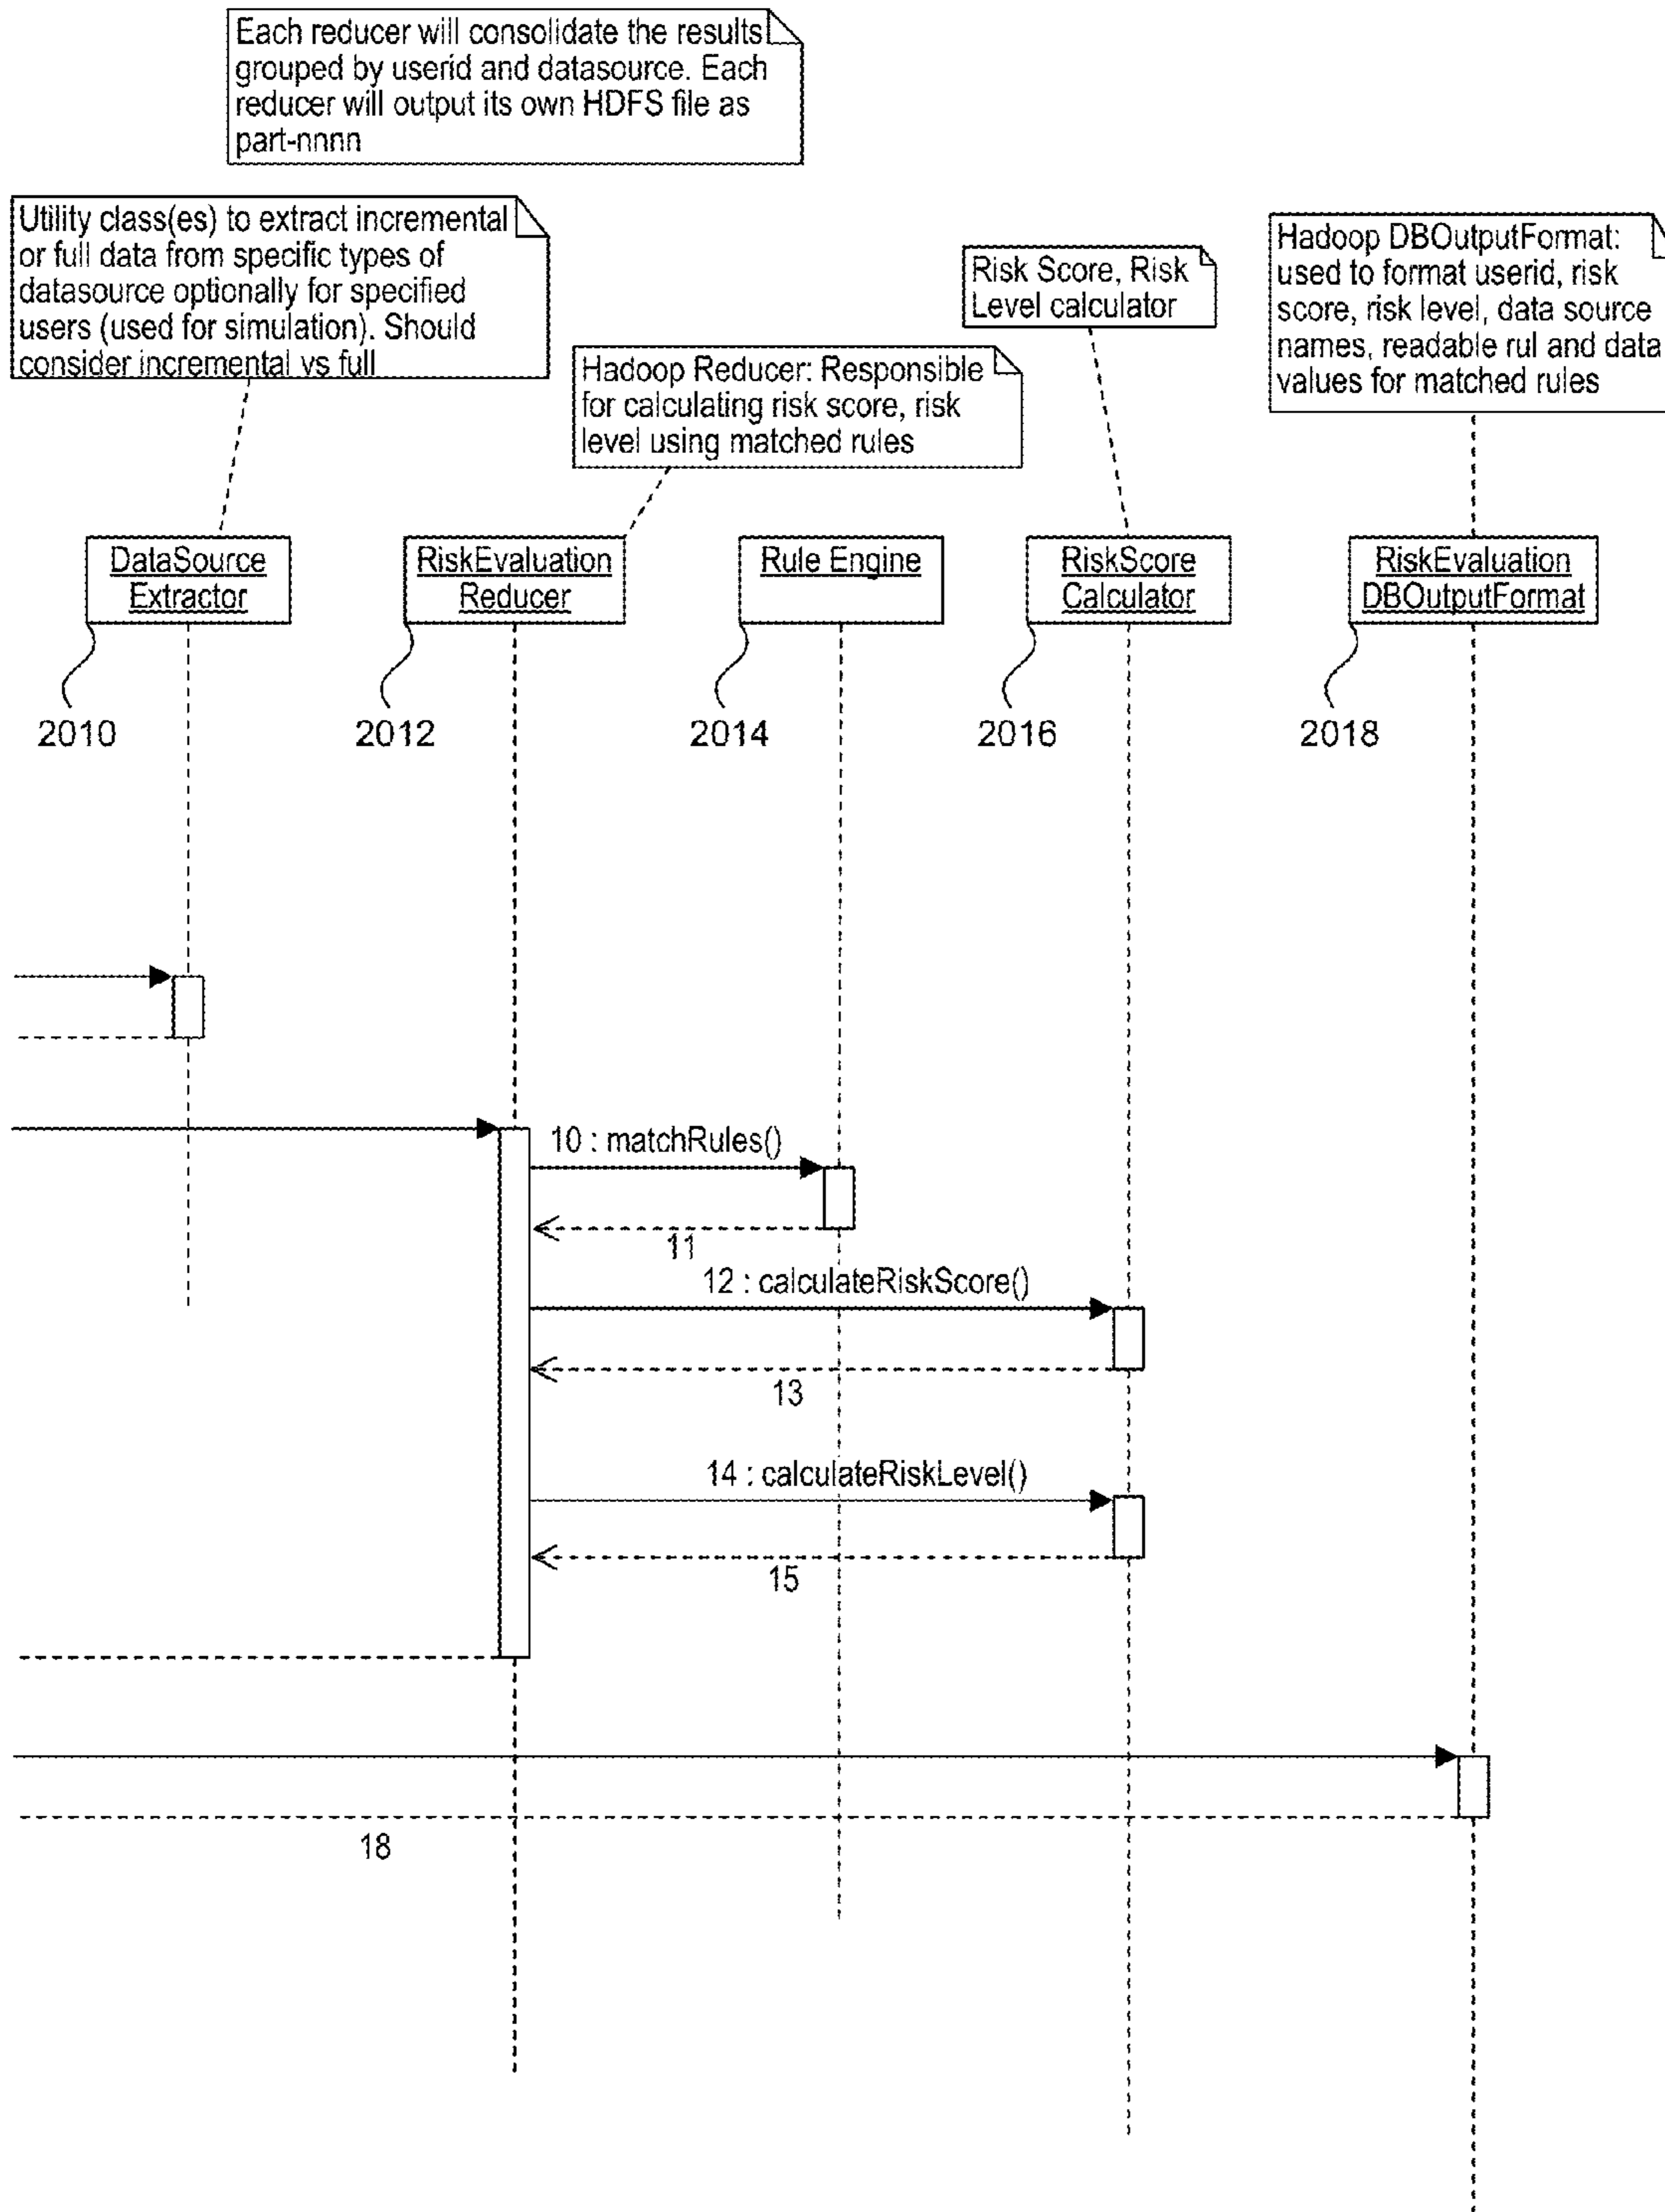 Each reducer will consolidate the results
grouped by userid and datasource. Each
reducer will output its own HDFS file as
part-nnnn
Utility class(es) to extract incremental
or full data from specific types of
datasource optionally for specified
users (used for simulation). Should
consider incremental vs full
Hadoop Reducer: Responsible
for calculating risk score, risk
level using matched rules
Risk Score, Risk
Level calculator
Hadoop DBOutputFormat:
used to format userid, risk
score, risk level, data source
names, readable rul and data
values for matched rules
DataSource
Extractor
RiskEvaluation
Reducer
Rule Engine
RiskScore
Calculator
RiskEvaluation
DBOutputFormat
2010
2012
2014
2016
2018
10 : matchRules()
11
12 : calculateRiskScore()
13
14 : calculateRiskLevel()
15
18